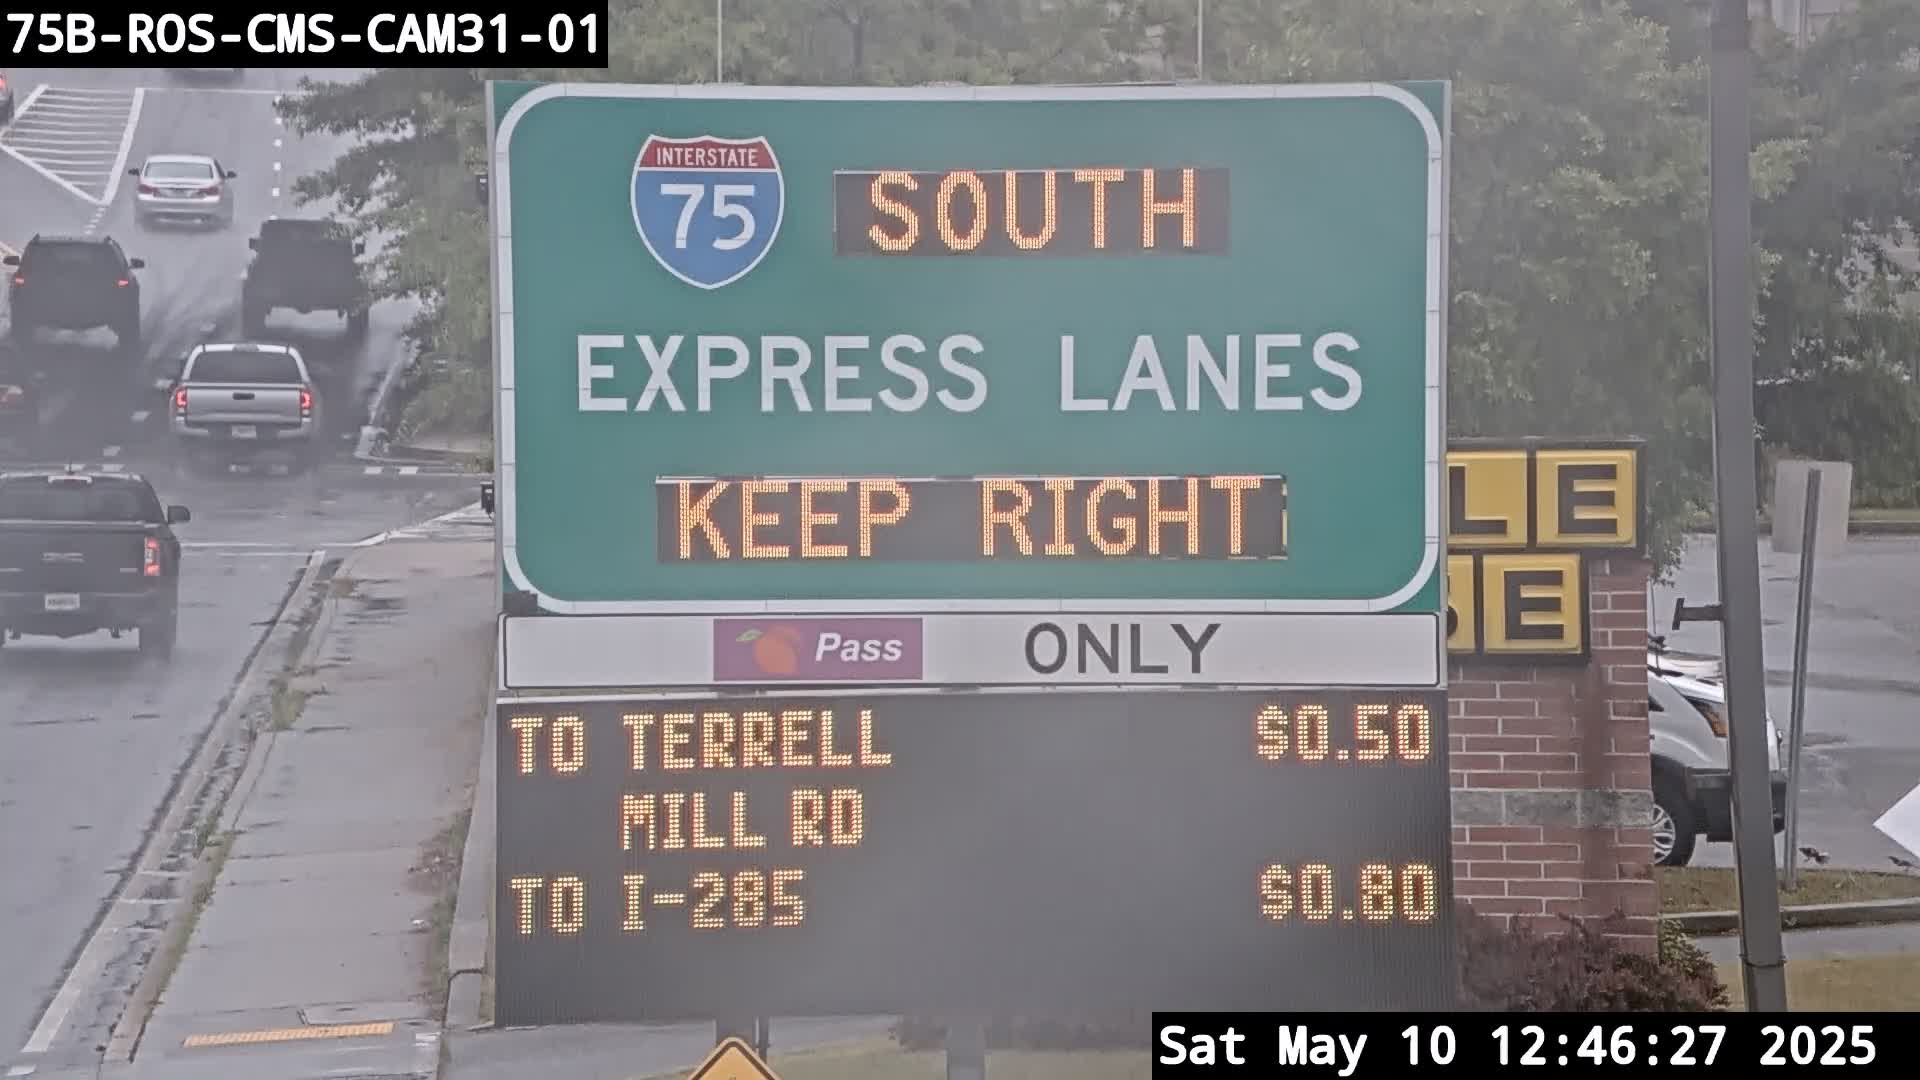 75B-ROS-CMS-CAM31-01
INTERSTATE
75
SOUTH
EXPRESS LANES
KEEP RIGHT
LE
E
Pass
ONLY
TO TERRELL $0.50
MILL RD
TO I-285 $0.80
Sat May 10 12:46:27 2025